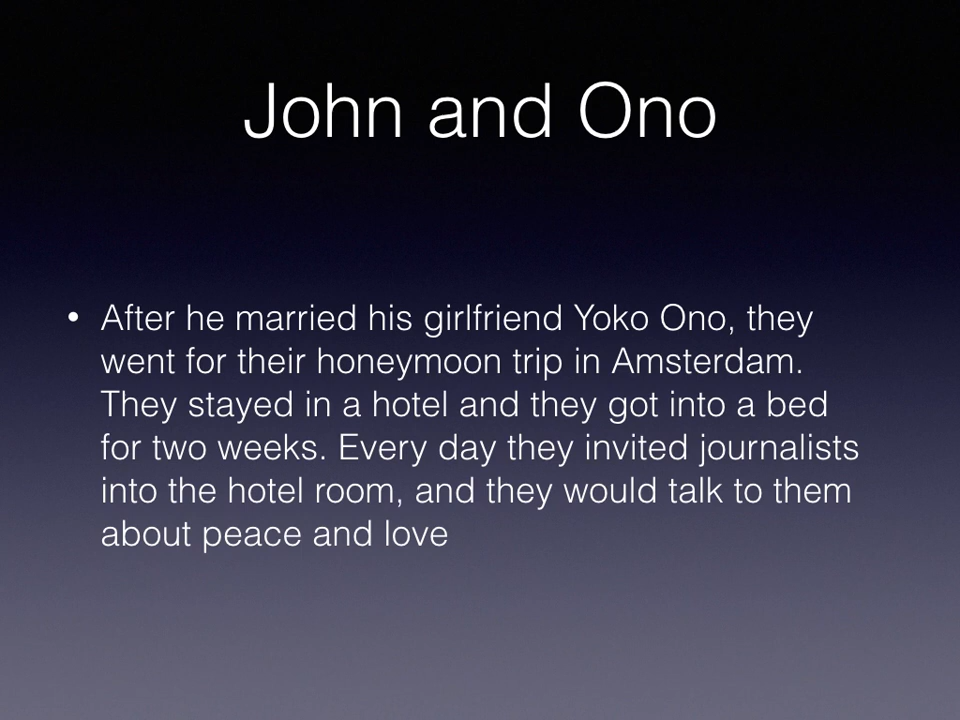 John and Ono
• After he married his girlfriend Yoko Ono, they
went for their honeymoon trip in Amsterdam.
They stayed in a hotel and they got into a bed
for two weeks. Every day they invited journalists
into the hotel room, and they would talk to them
about peace and love